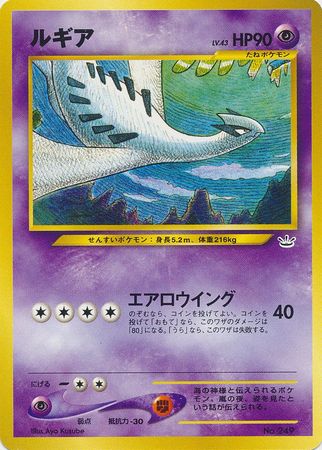 ルギア
LV.43 HP90
たねポケモン
せんすいポケモン：身長5.2m、体重216kg
エアロウイング
40
のぞむなら、コインを投げてよい。コインを
投げて「おもて」なら、このワザのダメージは
「80」になる。「うら」なら、このワザは失敗する。
にげる
弱点 抵抗力 -30
海の神様と伝えられるポケ
モン。嵐の夜、姿を見たと
いう話が伝えられる。
Illus. Ayo Kusube
No.249